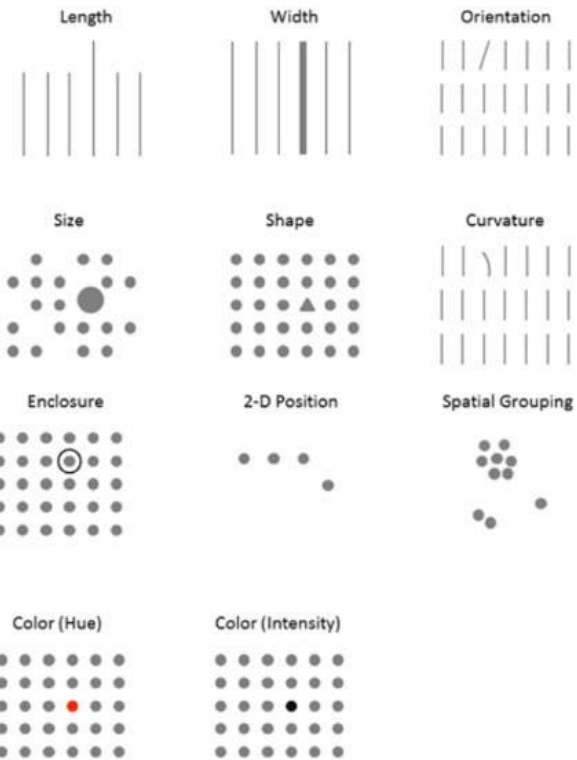 Length
Width
Orientation
Size
Shape
Curvature
Enclosure
2-D Position
Spatial Grouping
Color (Hue)
Color (Intensity)